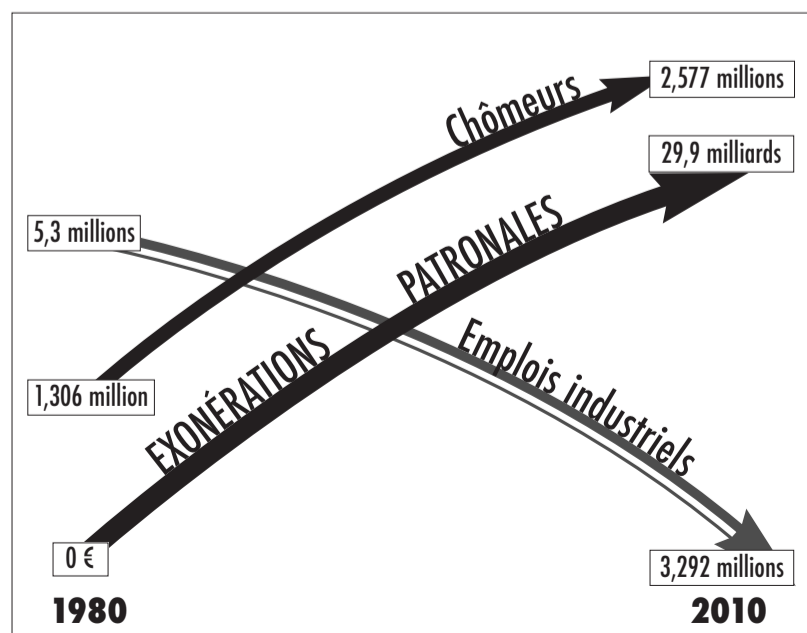 Chômeurs
2,577 millions
29,9 milliards
5,3 millions
EXONÉRATIONS PATRONALES
Emplois industriels
1,306 million
0 €
3,292 millions
1980
2010